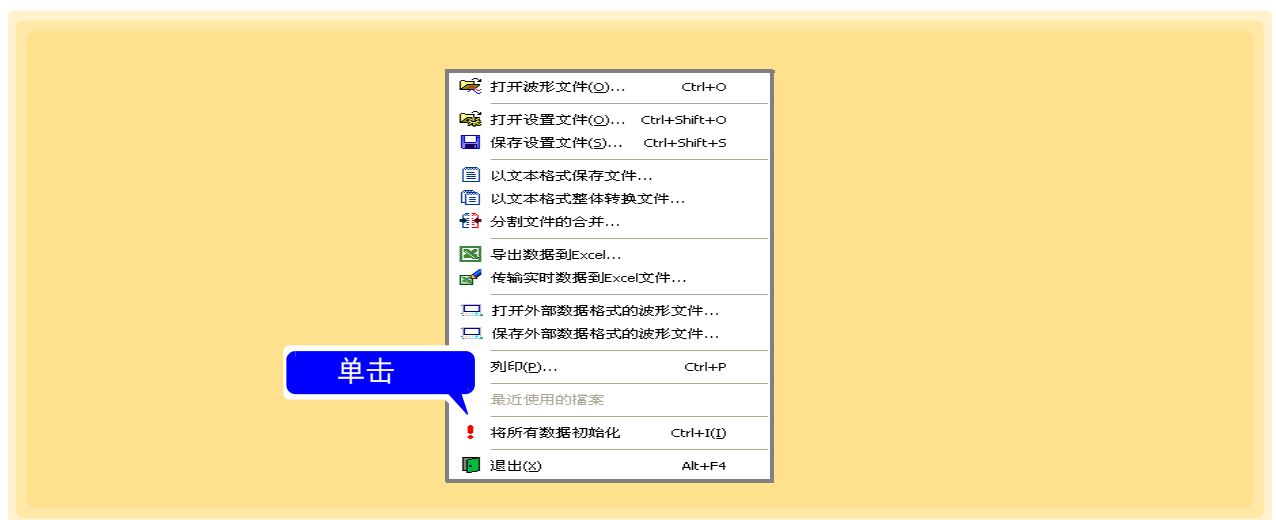 打开波形文件(O)... Ctrl+O
打开设置文件(O)... Ctrl+Shift+O
保存设置文件(S)... Ctrl+Shift+S
以文本格式保存文件...
以文本格式整体转换文件...
分割文件的合并...
导出数据到Excel...
传输实时数据到Excel文件...
打开外部数据格式的波形文件...
保存外部数据格式的波形文件...
单击
列印(P)... Ctrl+P
最近使用的檔案
将所有数据初始化 Ctrl+I(I)
退出(X) Alt+F4